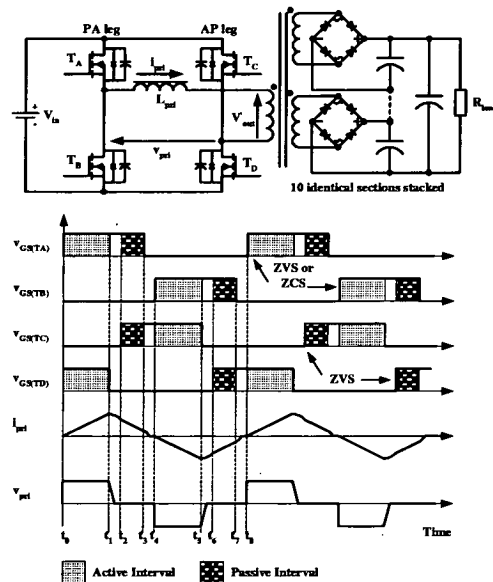 PA leg
AP leg
T_A
i_pri
T_C
L_pri
V_in
V'_out
v_pri
T_B
T_D
10 identical sections stacked
v_GS(TA)
ZVS or
ZCS
v_GS(TB)
v_GS(TC)
ZVS
v_GS(TD)
i_pri
v_pri
t_0 t_1 t_2 t_3 t_4 t_5 t_6 t_7 t_8
Time
Active Interval
Passive Interval